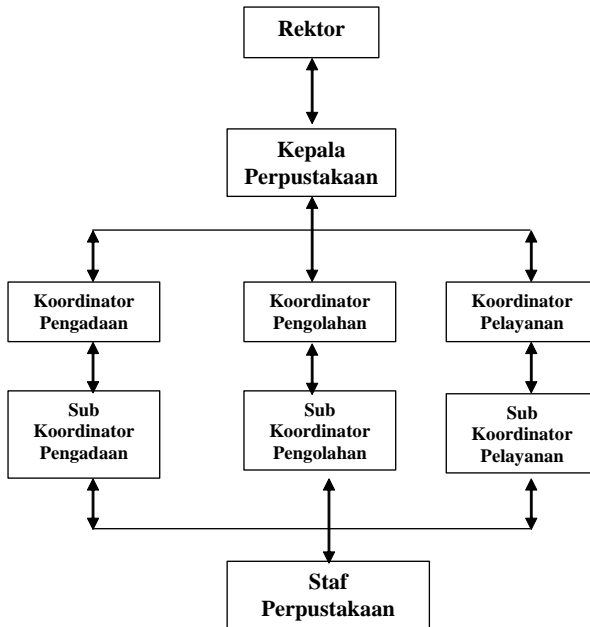 Rektor
Kepala
Perpustakaan
Koordinator
Pengadaan
Koordinator
Pengolahan
Koordinator
Pelayanan
Sub
Koordinator
Pengadaan
Sub
Koordinator
Pengolahan
Sub
Koordinator
Pelayanan
Staf
Perpustakaan